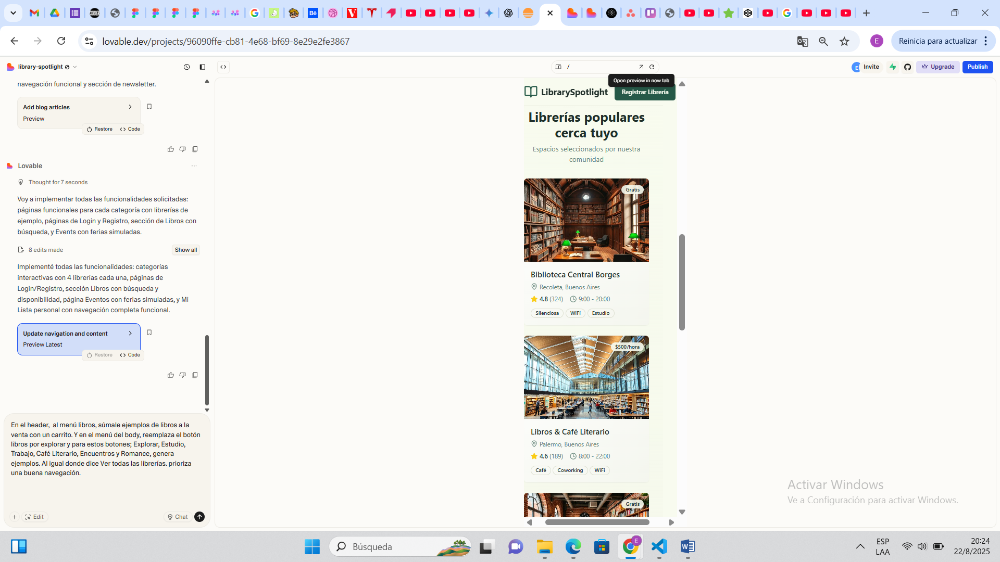 lovable.dev/projects/96090ffe-cb81-4e68-bf69-8e29e2fe3867
E
Reinicia para actualizar
library-spotlight
/
E
Invite
Upgrade
Publish
Open preview in new tab
navegación funcional y sección de newsletter.
Add blog articles
Preview
Restore
Code
Lovable
Thought for 7 seconds
Voy a implementar todas las funcionalidades solicitadas:
páginas funcionales para cada categoría con librerías de
ejemplo, páginas de Login y Registro, sección de Libros con
búsqueda, y Events con ferias simuladas.
8 edits made
Show all
Implementé todas las funcionalidades: categorías
interactivas con 4 librerías cada una, páginas de
Login/Registro, sección Libros con búsqueda y
disponibilidad, página Eventos con ferias simuladas, y Mi
Lista personal con navegación completa funcional.
Update navigation and content
Preview Latest
Restore
Code
En el header,  al menú libros, súmale ejemplos de libros a la
venta con un carrito. Y en el menú del body, reemplaza el botón
libros por explorar y para estos botones; Explorar, Estudio,
Trabajo, Café Literario, Encuentros y Romance, genera
ejemplos. Al igual donde dice Ver todas las librerías. prioriza
una buena navegación.
Edit
Chat
LibrarySpotlight
Registrar Librería
Librerías populares
cerca tuyo
Espacios seleccionados por nuestra
comunidad
Gratis
Biblioteca Central Borges
Recoleta, Buenos Aires
4.8 (324)
9:00 - 20:00
Silenciosa
WiFi
Estudio
$500/hora
Libros & Café Literario
Palermo, Buenos Aires
4.6 (189)
8:00 - 22:00
Café
Coworking
WiFi
Gratis
Activar Windows
Ve a Configuración para activar Windows.
Búsqueda
E
ESP
LAA
20:24
22/8/2025